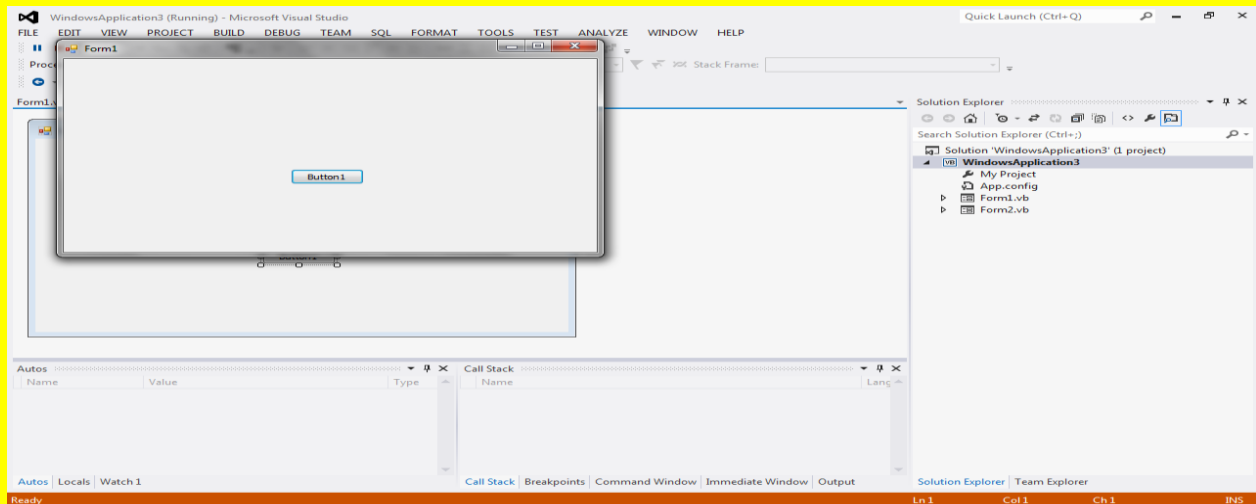 WindowsApplication3 (Running) - Microsoft Visual Studio
Quick Launch (Ctrl+Q)
FILE EDIT VIEW PROJECT BUILD DEBUG TEAM SQL FORMAT TOOLS TEST ANALYZE WINDOW HELP
Form1
Proce
Stack Frame:
Form1.v
Solution Explorer
Search Solution Explorer (Ctrl+;)
Solution 'WindowsApplication3' (1 project)
VB WindowsApplication3
My Project
App.config
Form1.vb
Form2.vb
Button1
Button1
Autos
Name Value Type
Call Stack
Name Lang
Autos Locals Watch 1
Call Stack Breakpoints Command Window Immediate Window Output
Solution Explorer Team Explorer
Ready
Ln 1 Col 1 Ch 1 INS